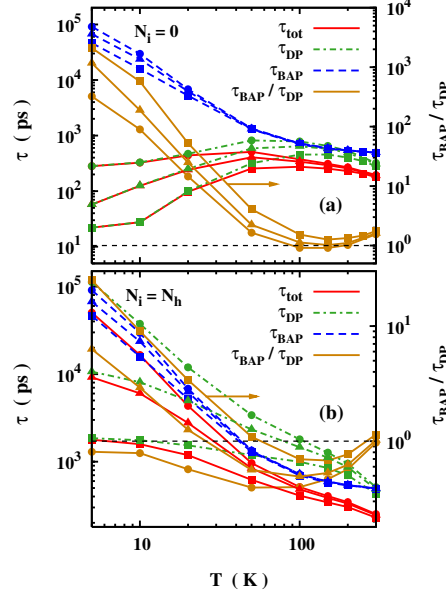 N_i = 0
τ_tot
τ_DP
τ_BAP
τ_BAP / τ_DP
(a)
τ ( ps)
10^5
10^4
10^3
10^2
10^1
10^4
10^3
10^2
10^1
10^0
τ_BAP / τ_DP
N_i = N_h
τ_tot
τ_DP
τ_BAP
τ_BAP / τ_DP
(b)
τ ( ps)
10^5
10^4
10^3
10^1
10^0
τ_BAP / τ_DP
10
100
T ( K)